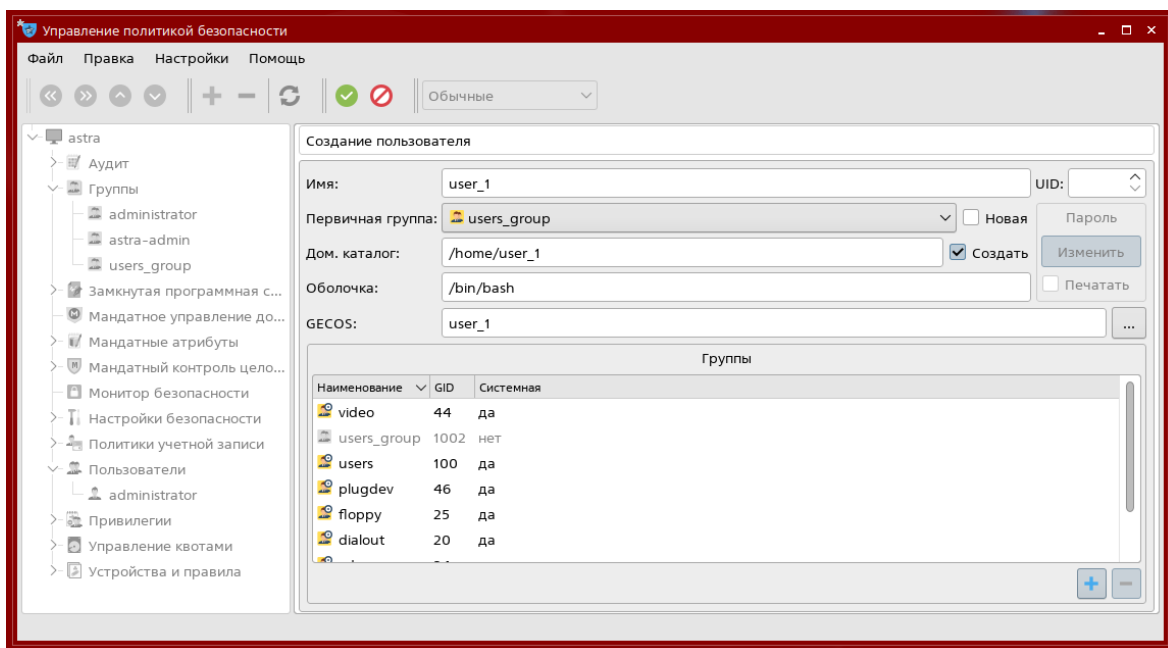 Управление политикой безопасности
Файл Правка Настройки Помощь
Обычные
astra
Аудит
Группы
administrator
astra-admin
users_group
Замкнутая программная с...
Мандатное управление до...
Мандатные атрибуты
Мандатный контроль цело...
Монитор безопасности
Настройки безопасности
Политики учетной записи
Пользователи
administrator
Привилегии
Управление квотами
Устройства и правила
Создание пользователя
Имя: user_1 UID:
Первичная группа: users_group Новая Пароль
Дом. каталог: /home/user_1 Создать Изменить
Оболочка: /bin/bash Печатать
GECOS: user_1 ...
Группы
Наименование GID Системная
video 44 да
users_group 1002 нет
users 100 да
plugdev 46 да
floppy 25 да
dialout 20 да